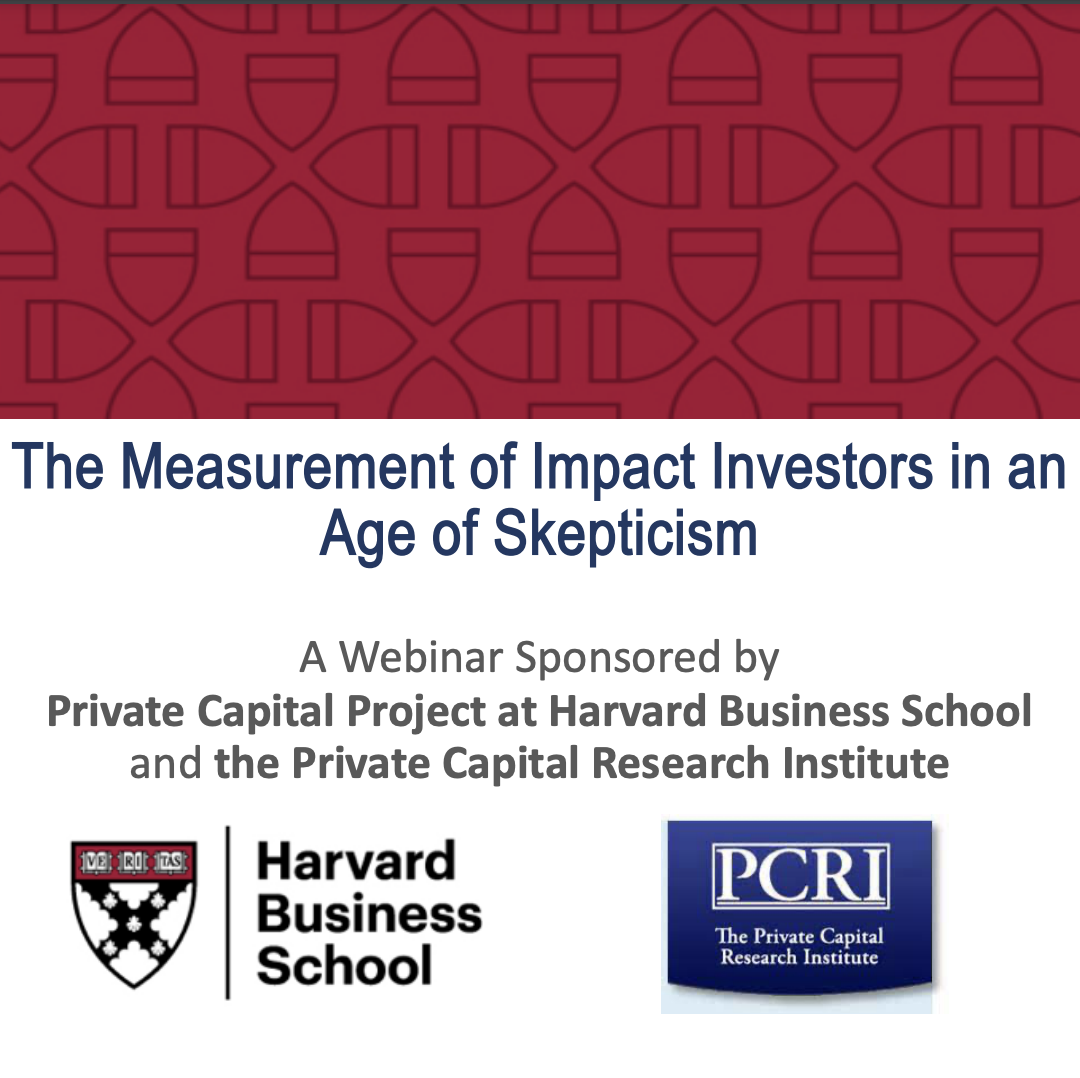 The Measurement of Impact Investors in an
Age of Skepticism
A Webinar Sponsored by
Private Capital Project at Harvard Business School
and the Private Capital Research Institute
VE RI TAS
Harvard
Business
School
PCRI
The Private Capital
Research Institute